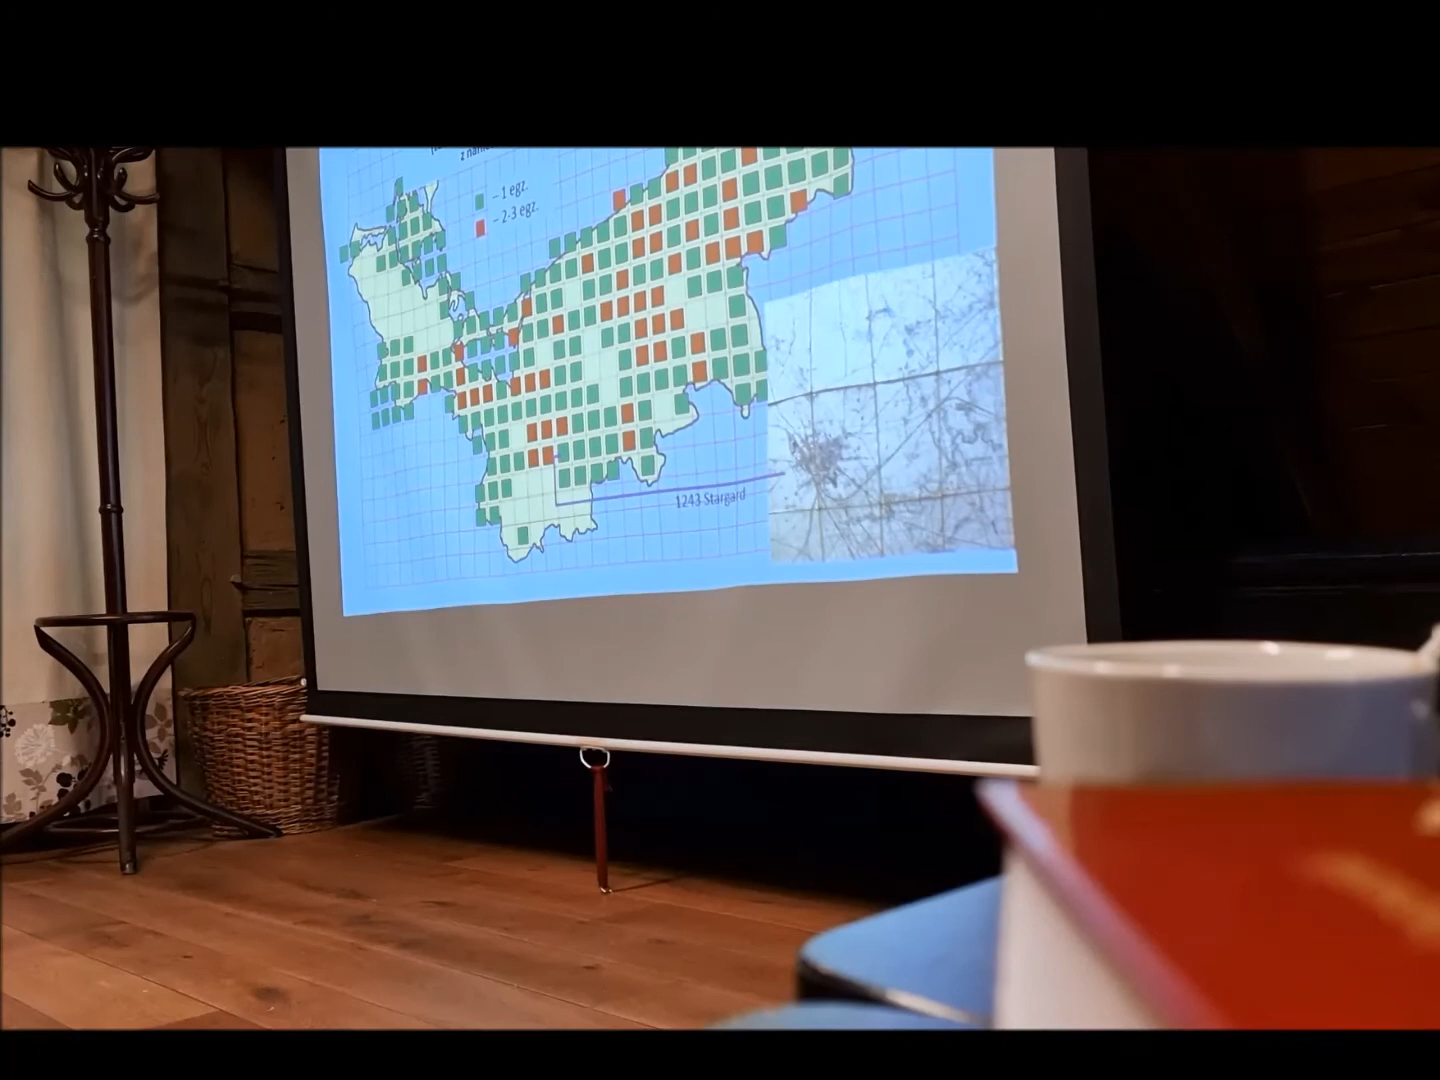 – 1 egz.
– 2-3 egz.
1243 Stargard